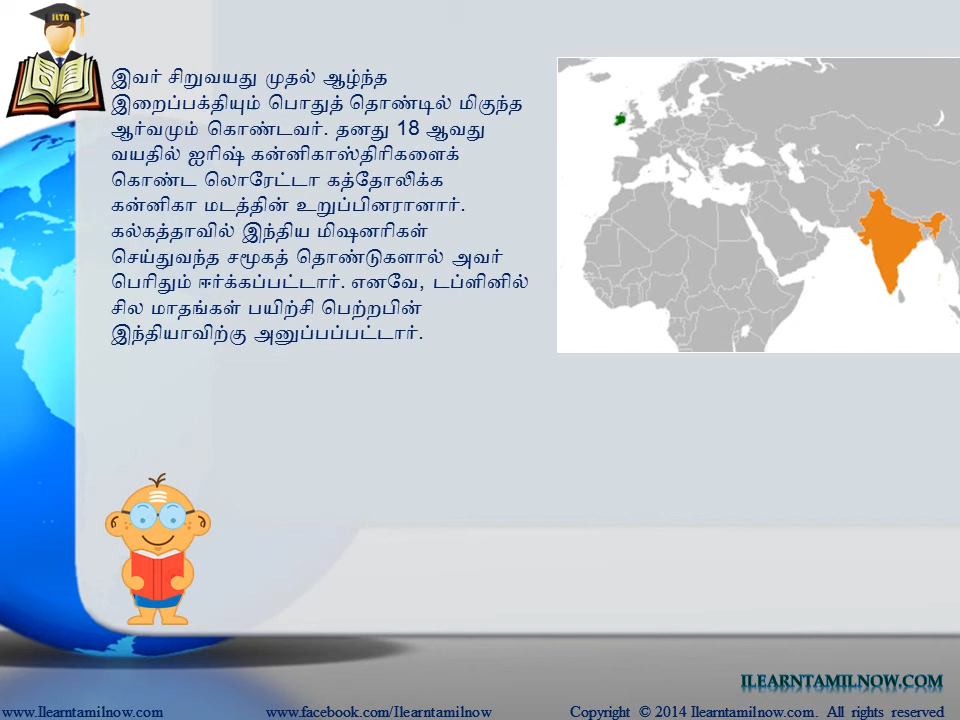 ILTN
இவர் சிறுவயது முதல் ஆழ்ந்த
இறைப்பக்தியும் பொதுத் தொண்டில் மிகுந்த
ஆர்வமும் கொண்டவர். தனது 18 ஆவது
வயதில் ஐரிஷ் கன்னிகாஸ்திரிகளைக்
கொண்ட லொரேட்டா கத்தோலிக்க
கன்னிகா மடத்தின் உறுப்பினரானார்.
கல்கத்தாவில் இந்திய மிஷனரிகள்
செய்துவந்த சமூகத் தொண்டுகளால் அவர்
பெரிதும் ஈர்க்கப்பட்டார். எனவே, டப்ளினில்
சில மாதங்கள் பயிற்சி பெற்றபின்
இந்தியாவிற்கு அனுப்பப்பட்டார்.
ILEARNTAMILNOW.COM
www.Ilearntamilnow.com www.facebook.com/Ilearntamilnow Copyright © 2014 Ilearntamilnow.com. All rights reserved